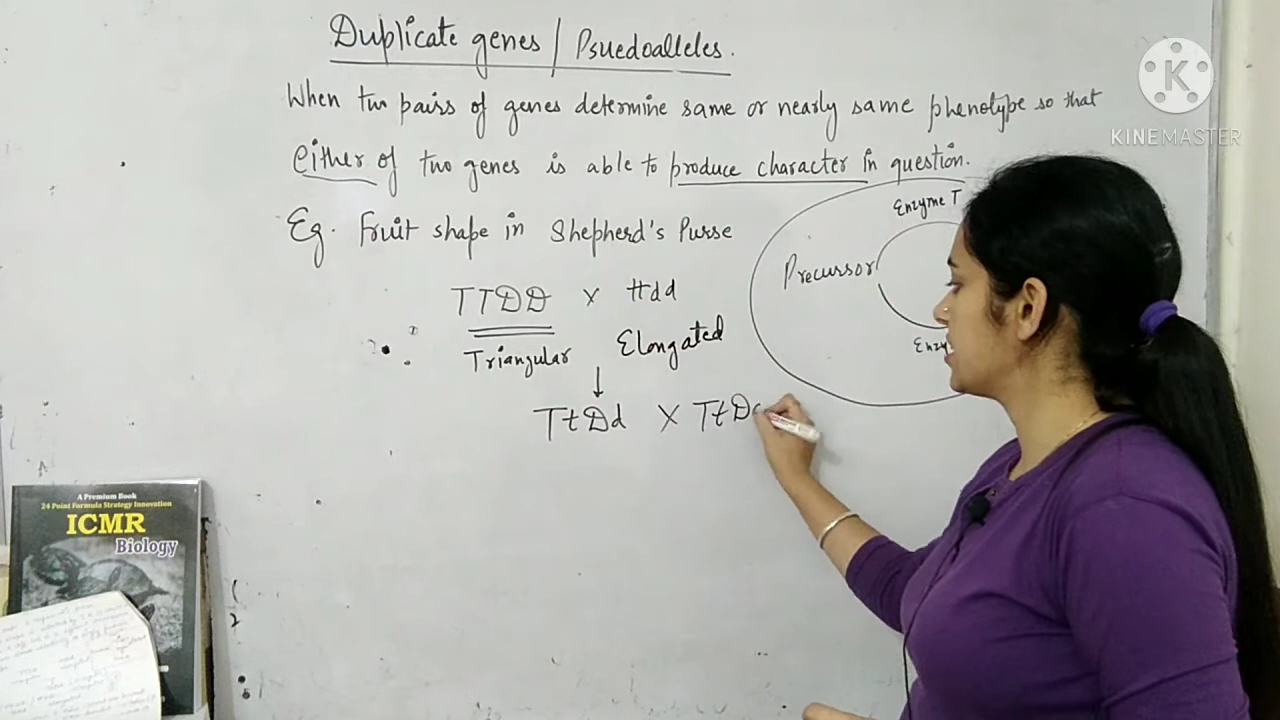 Duplicate genes / Psuedoalleles.
When two pairs of genes determine same or nearly same phenotype so that
either of two genes is able to produce character in question.
Eg. Fruit shape in Shepherd's Purse
TTDD x ttdd
Triangular Elongated
TtDd x TtDd
Enzyme T
Precussor
Enzy
KINEMASTER
A Premium Book
24 Point Formula Strategy Innovation
ICMR
Biology